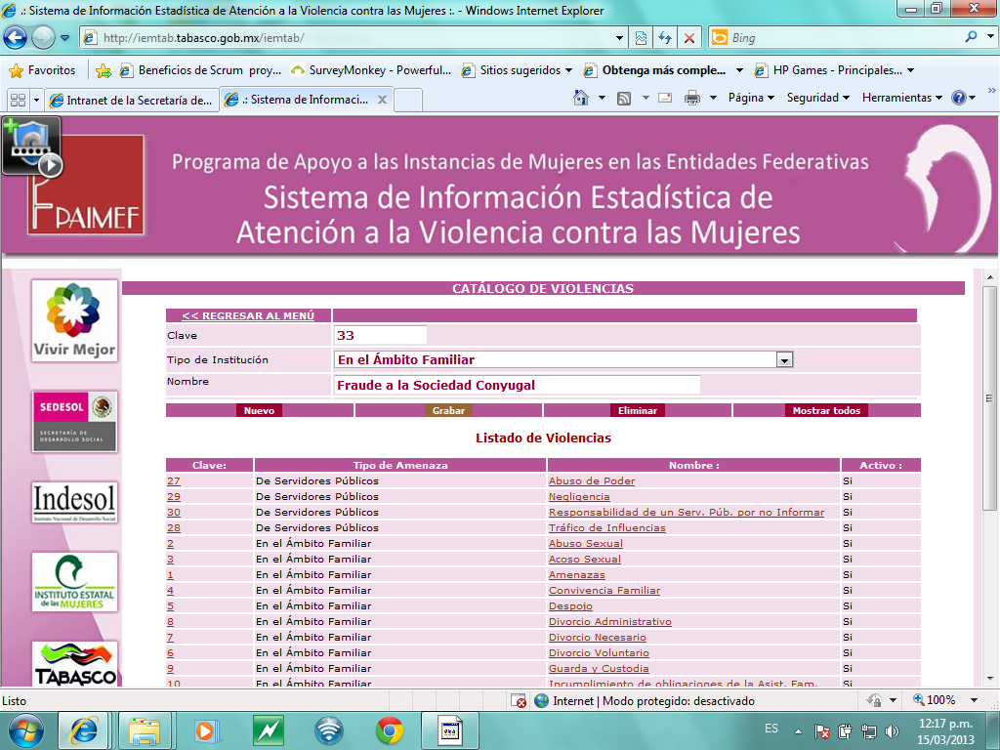 .: Sistema de Información Estadística de Atención a la Violencia contra las Mujeres :. - Windows Internet Explorer
http://iemtab.tabasco.gob.mx/iemtab/
Bing
Favoritos
Beneficios de Scrum proy...
SurveyMonkey - Powerful...
Sitios sugeridos
Obtenga más comple...
HP Games - Principales...
Intranet de la Secretaría de...
.: Sistema de Informaci...
Página
Seguridad
Herramientas
PAIMEF
Programa de Apoyo a las Instancias de Mujeres en las Entidades Federativas
Sistema de Información Estadística de
Atención a la Violencia contra las Mujeres
Vivir Mejor
SEDESOL
SECRETARÍA DE
DESARROLLO SOCIAL
Indesol
Instituto Nacional de Desarrollo Social
INSTITUTO ESTATAL
de las MUJERES
TABASCO
CATÁLOGO DE VIOLENCIAS
<< REGRESAR AL MENÚ
Clave 33
Tipo de Institución En el Ámbito Familiar
Nombre Fraude a la Sociedad Conyugal
Nuevo Grabar Eliminar Mostrar todos
Listado de Violencias
Clave: Tipo de Amenaza Nombre : Activo :
27 De Servidores Públicos Abuso de Poder Si
29 De Servidores Públicos Negligencia Si
30 De Servidores Públicos Responsabilidad de un Serv. Púb. por no Informar Si
28 De Servidores Públicos Tráfico de Influencias Si
2 En el Ámbito Familiar Abuso Sexual Si
3 En el Ámbito Familiar Acoso Sexual Si
1 En el Ámbito Familiar Amenazas Si
4 En el Ámbito Familiar Convivencia Familiar Si
5 En el Ámbito Familiar Despojo Si
8 En el Ámbito Familiar Divorcio Administrativo Si
7 En el Ámbito Familiar Divorcio Necesario Si
6 En el Ámbito Familiar Divorcio Voluntario Si
9 En el Ámbito Familiar Guarda y Custodia Si
10 En el Ámbito Familiar Incumplimiento de obligaciones de la Asist. Fam. Si
Listo
Internet | Modo protegido: desactivado
100%
ES
12:17 p.m.
15/03/2013